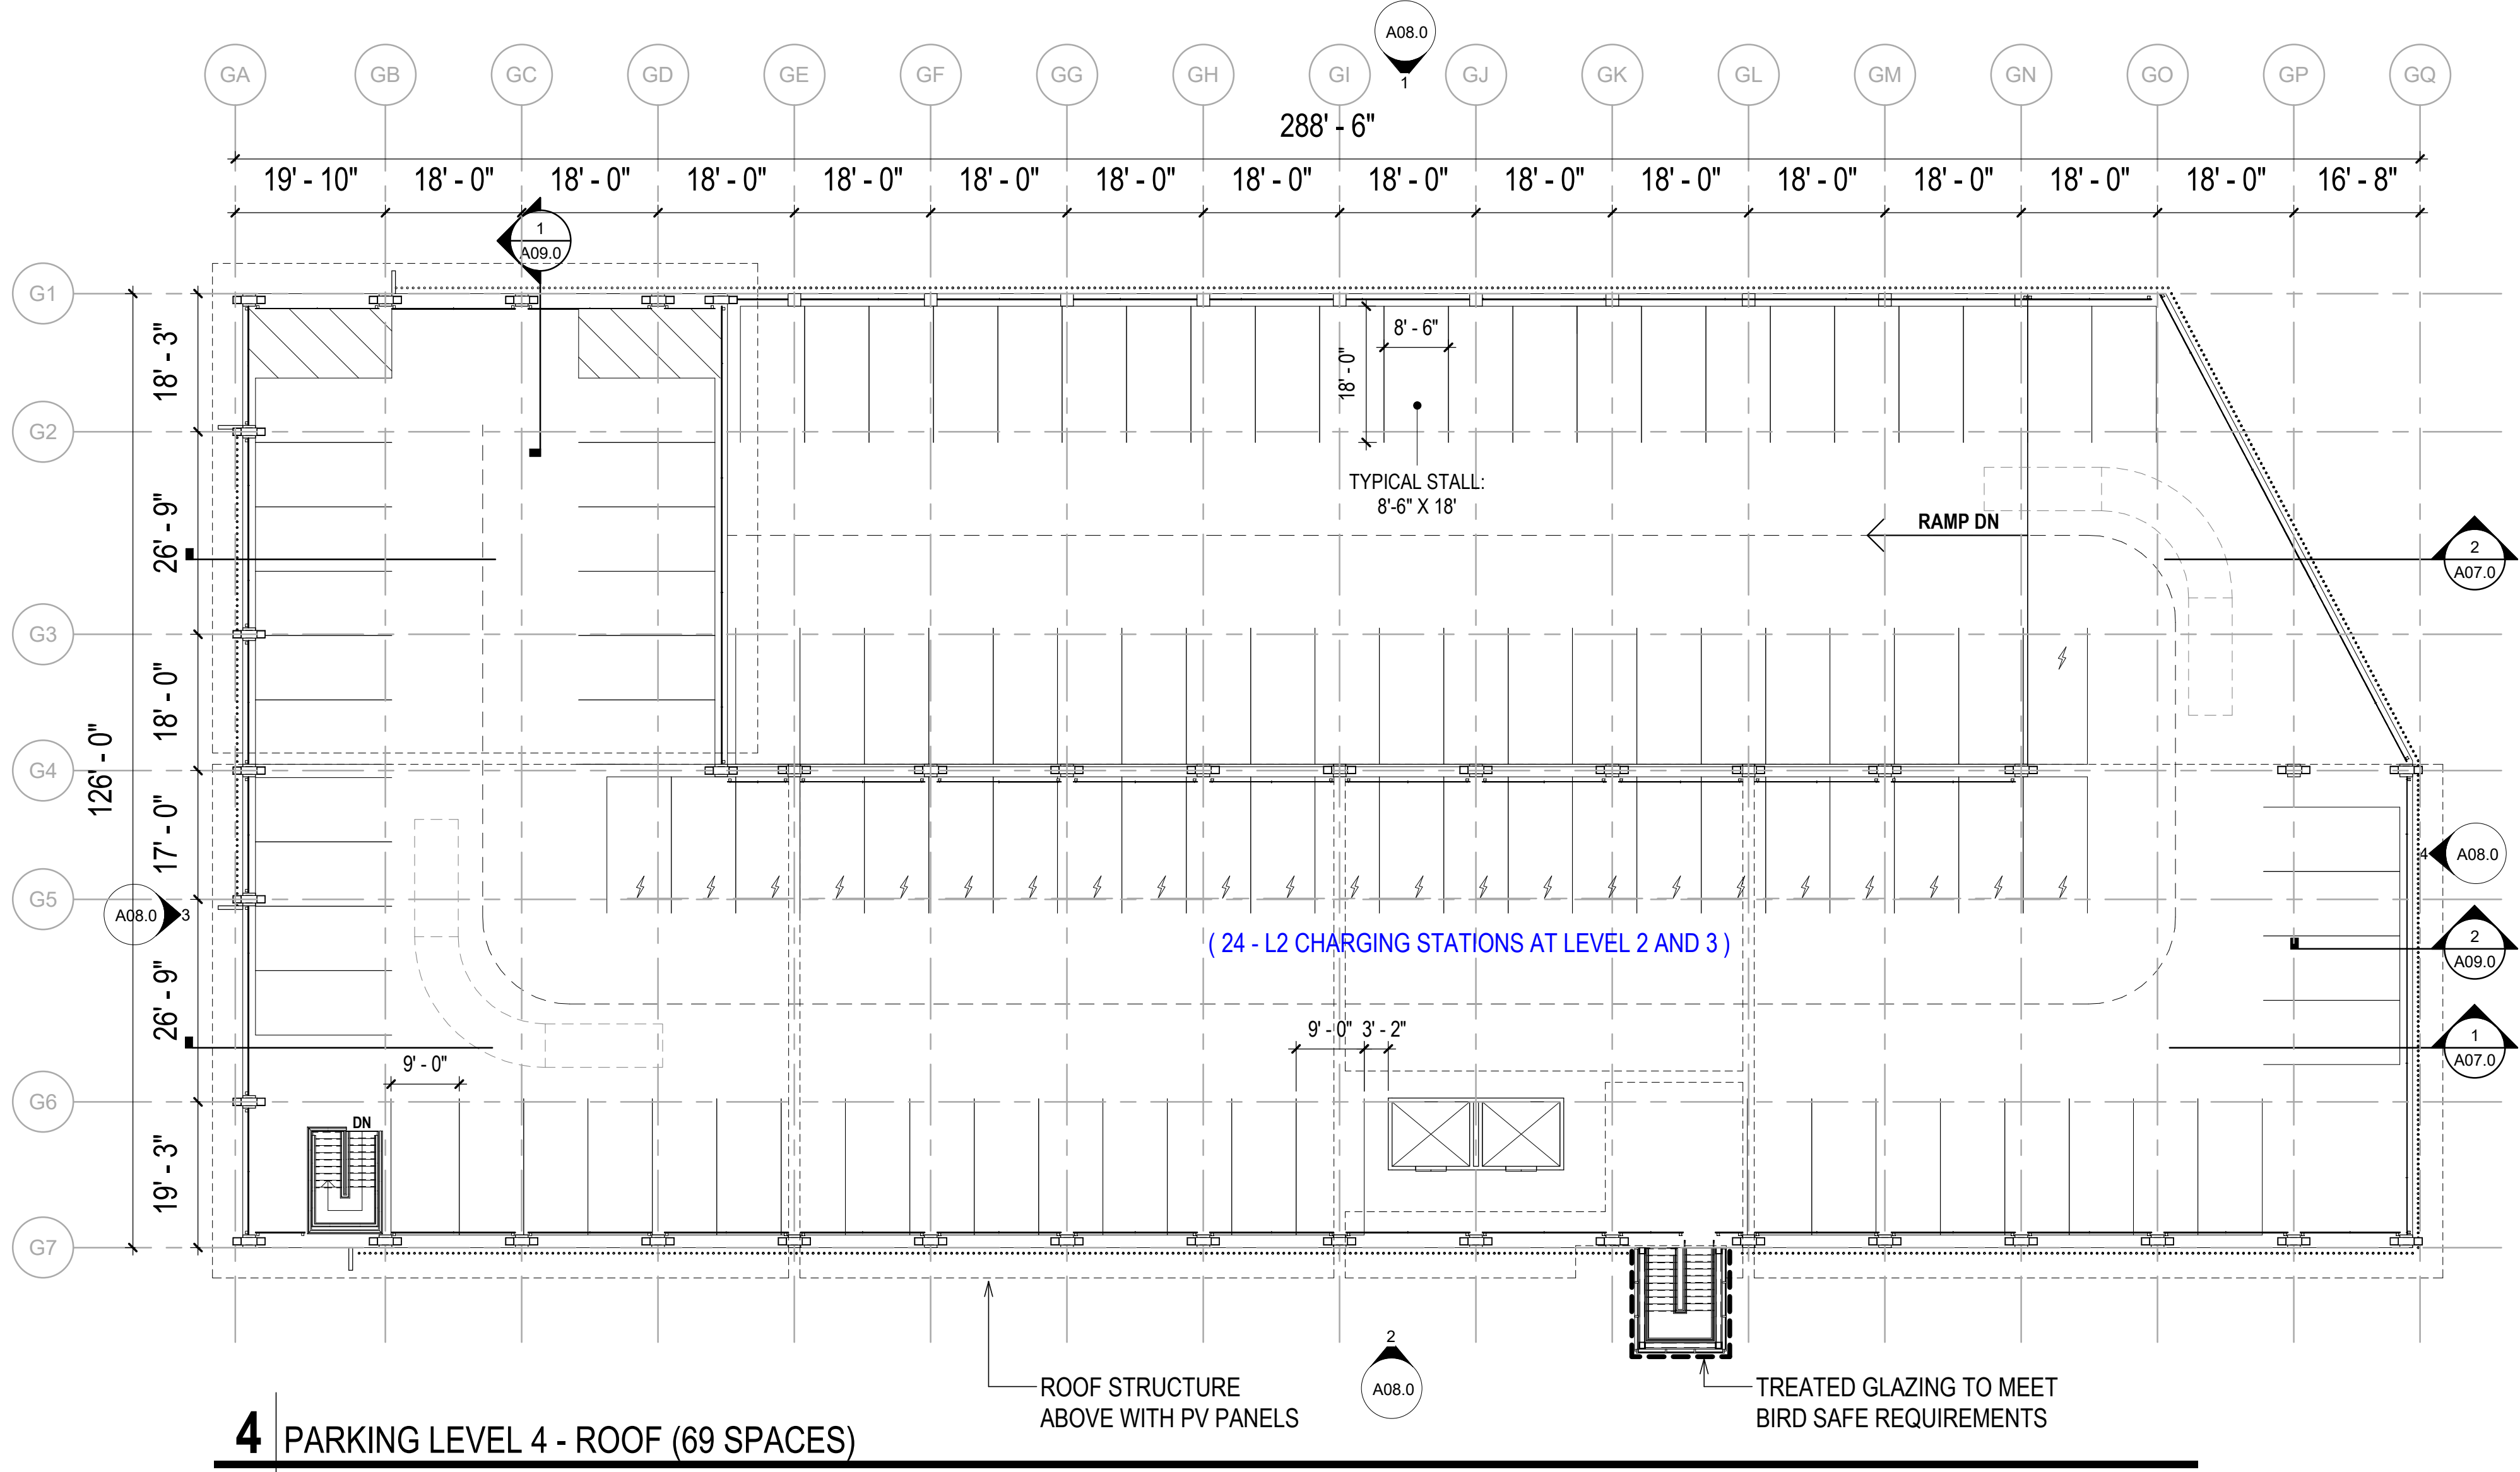 A08.0
1
GA GB GC GD GE GF GG GH GI GJ GK GL GM GN GO GP GQ
288' - 6"
19' - 10" 18' - 0" 18' - 0" 18' - 0" 18' - 0" 18' - 0" 18' - 0" 18' - 0" 18' - 0" 18' - 0" 18' - 0" 18' - 0" 18' - 0" 18' - 0" 18' - 0" 16' - 8"
1
A09.0
G1
G2
G3
G4
G5
G6
G7
126' - 0"
18' - 3"
26' - 9"
18' - 0"
17' - 0"
26' - 9"
19' - 3"
8' - 6"
18' - 0"
TYPICAL STALL:
8'-6" X 18'
RAMP DN
2
A07.0
4 A08.0
A08.0 3
( 24 - L2 CHARGING STATIONS AT LEVEL 2 AND 3 )
2
A09.0
9' - 0" 3' - 2"
1
A07.0
9' - 0"
DN
2
A08.0
ROOF STRUCTURE
ABOVE WITH PV PANELS
TREATED GLAZING TO MEET
BIRD SAFE REQUIREMENTS
4 PARKING LEVEL 4 - ROOF (69 SPACES)